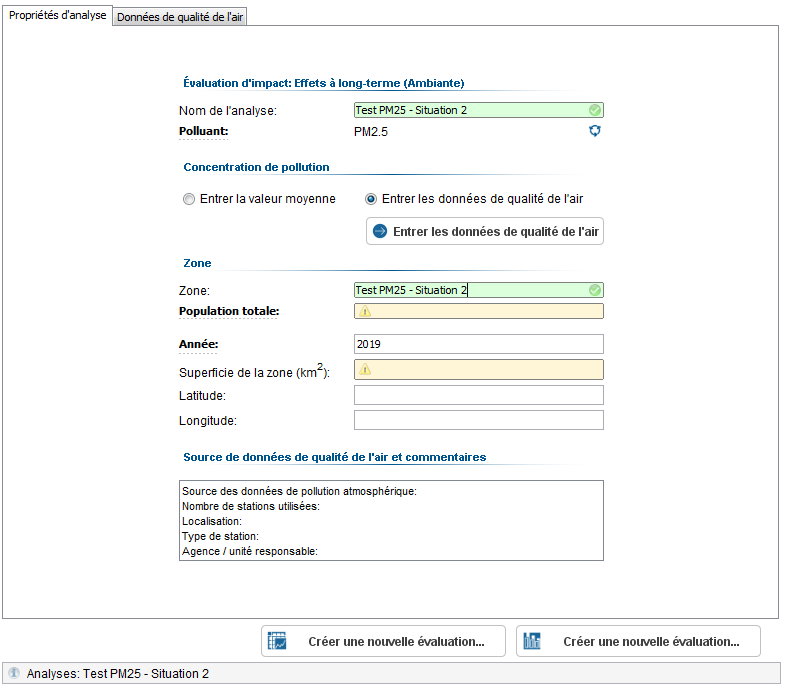 Propriétés d'analyse
Données de qualité de l'air
Évaluation d'impact: Effets à long-terme (Ambiante)
Nom de l'analyse: Test PM25 - Situation 2
Polluant: PM2.5
Concentration de pollution
Entrer la valeur moyenne Entrer les données de qualité de l'air
Entrer les données de qualité de l'air
Zone
Zone: Test PM25 - Situation 2
Population totale:
Année: 2019
Superficie de la zone (km2):
Latitude:
Longitude:
Source de données de qualité de l'air et commentaires
Source des données de pollution atmosphérique:
Nombre de stations utilisées:
Localisation:
Type de station:
Agence / unité responsable:
Créer une nouvelle évaluation... Créer une nouvelle évaluation...
Analyses: Test PM25 - Situation 2